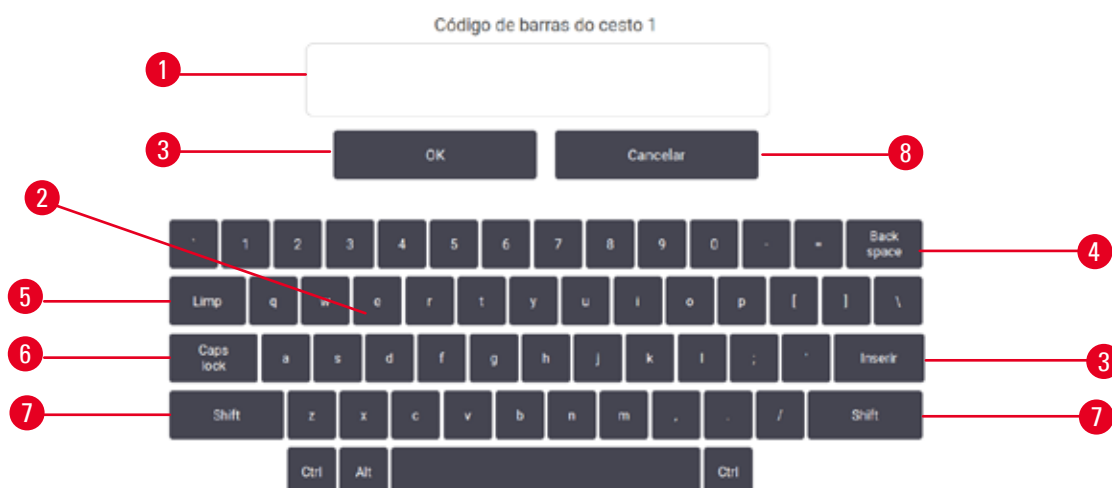 Código de barras do cesto 1
1
3 OK Cancelar 8
2
` 1 2 3 4 5 6 7 8 9 0 - = Back space 4
5 Limp q w e r t y u i o p [ ] \
6 Caps lock a s d f g h j k l ; ' Inserir 3
7 Shift z x c v b n m , . / Shift 7
Ctrl Alt Ctrl